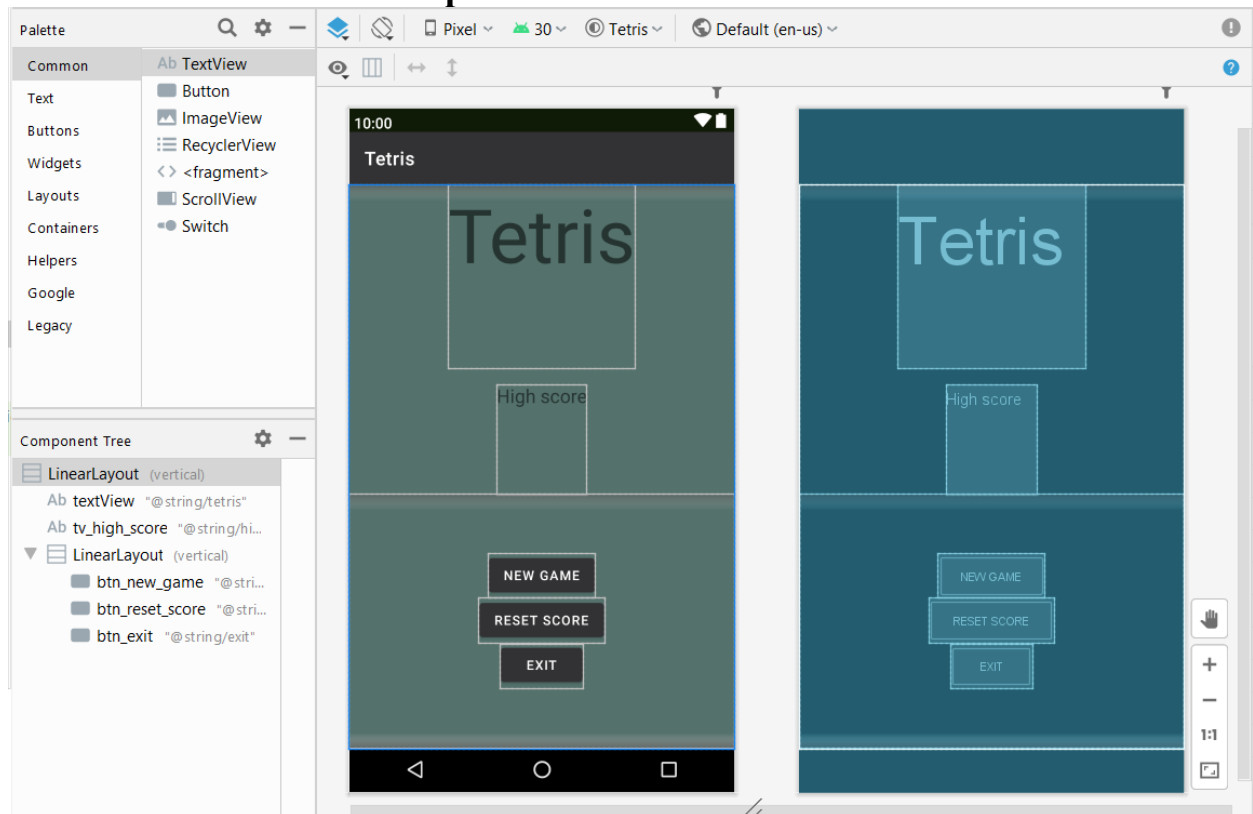 Palette
Pixel
30
Tetris
Default (en-us)
Common
Text
Buttons
Widgets
Layouts
Containers
Helpers
Google
Legacy
Ab TextView
Button
ImageView
RecyclerView
<fragment>
ScrollView
Switch
Component Tree
LinearLayout (vertical)
Ab textView "@string/tetris"
Ab tv_high_score "@string/hi...
LinearLayout (vertical)
btn_new_game "@stri...
btn_reset_score "@stri...
btn_exit "@string/exit"
10:00
Tetris
Tetris
High score
NEW GAME
RESET SCORE
EXIT
Tetris
High score
NEW GAME
RESET SCORE
EXIT
1:1